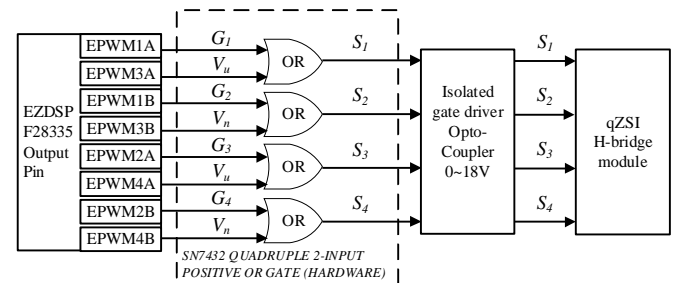 EZDSP
F28335
Output
Pin
EPWM1A
EPWM3A
EPWM1B
EPWM3B
EPWM2A
EPWM4A
EPWM2B
EPWM4B
G1
Vu
G2
Vn
G3
Vu
G4
Vn
OR
OR
OR
OR
SN7432 QUADRUPLE 2-INPUT
POSITIVE OR GATE (HARDWARE)
S1
S2
S3
S4
Isolated
gate driver
Opto-
Coupler
0~18V
S1
S2
S3
S4
qZSI
H-bridge
module